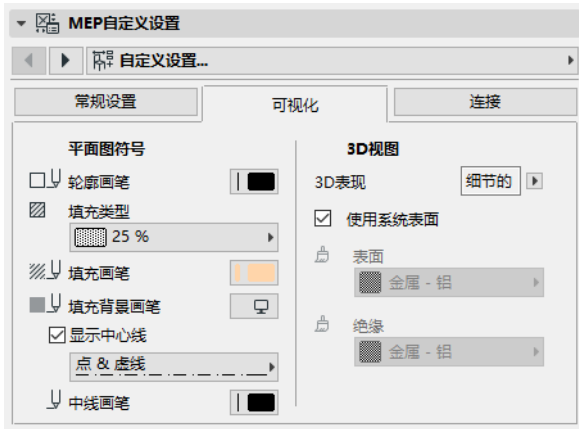 MEP自定义设置
自定义设置...
常规设置
可视化
连接
平面图符号
轮廓画笔
填充类型
25 %
填充画笔
填充背景画笔
显示中心线
点 & 虚线
中线画笔
3D视图
3D表现
细节的
使用系统表面
表面
金属 - 铝
绝缘
金属 - 铝